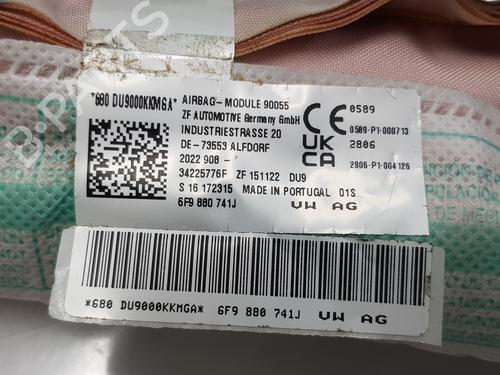 B-PARTS
*680 DU9000KKMGA*
AIRBAG-MODULE 90055
ZF AUTOMOTIVE Germany GmbH
INDUSTRIESTRASSE 20
DE-73553 ALFDORF
2022 908 -
34225776F ZF 151122 DU9
S 16 172315 MADE IN PORTUGAL 01S
6F9 880 741J VW AG
CE 0589
0589-P1-000713
UKCA 2806
2806-P1-004126
*680 DU9000KKMGA* 6F9 880 741J VW AG